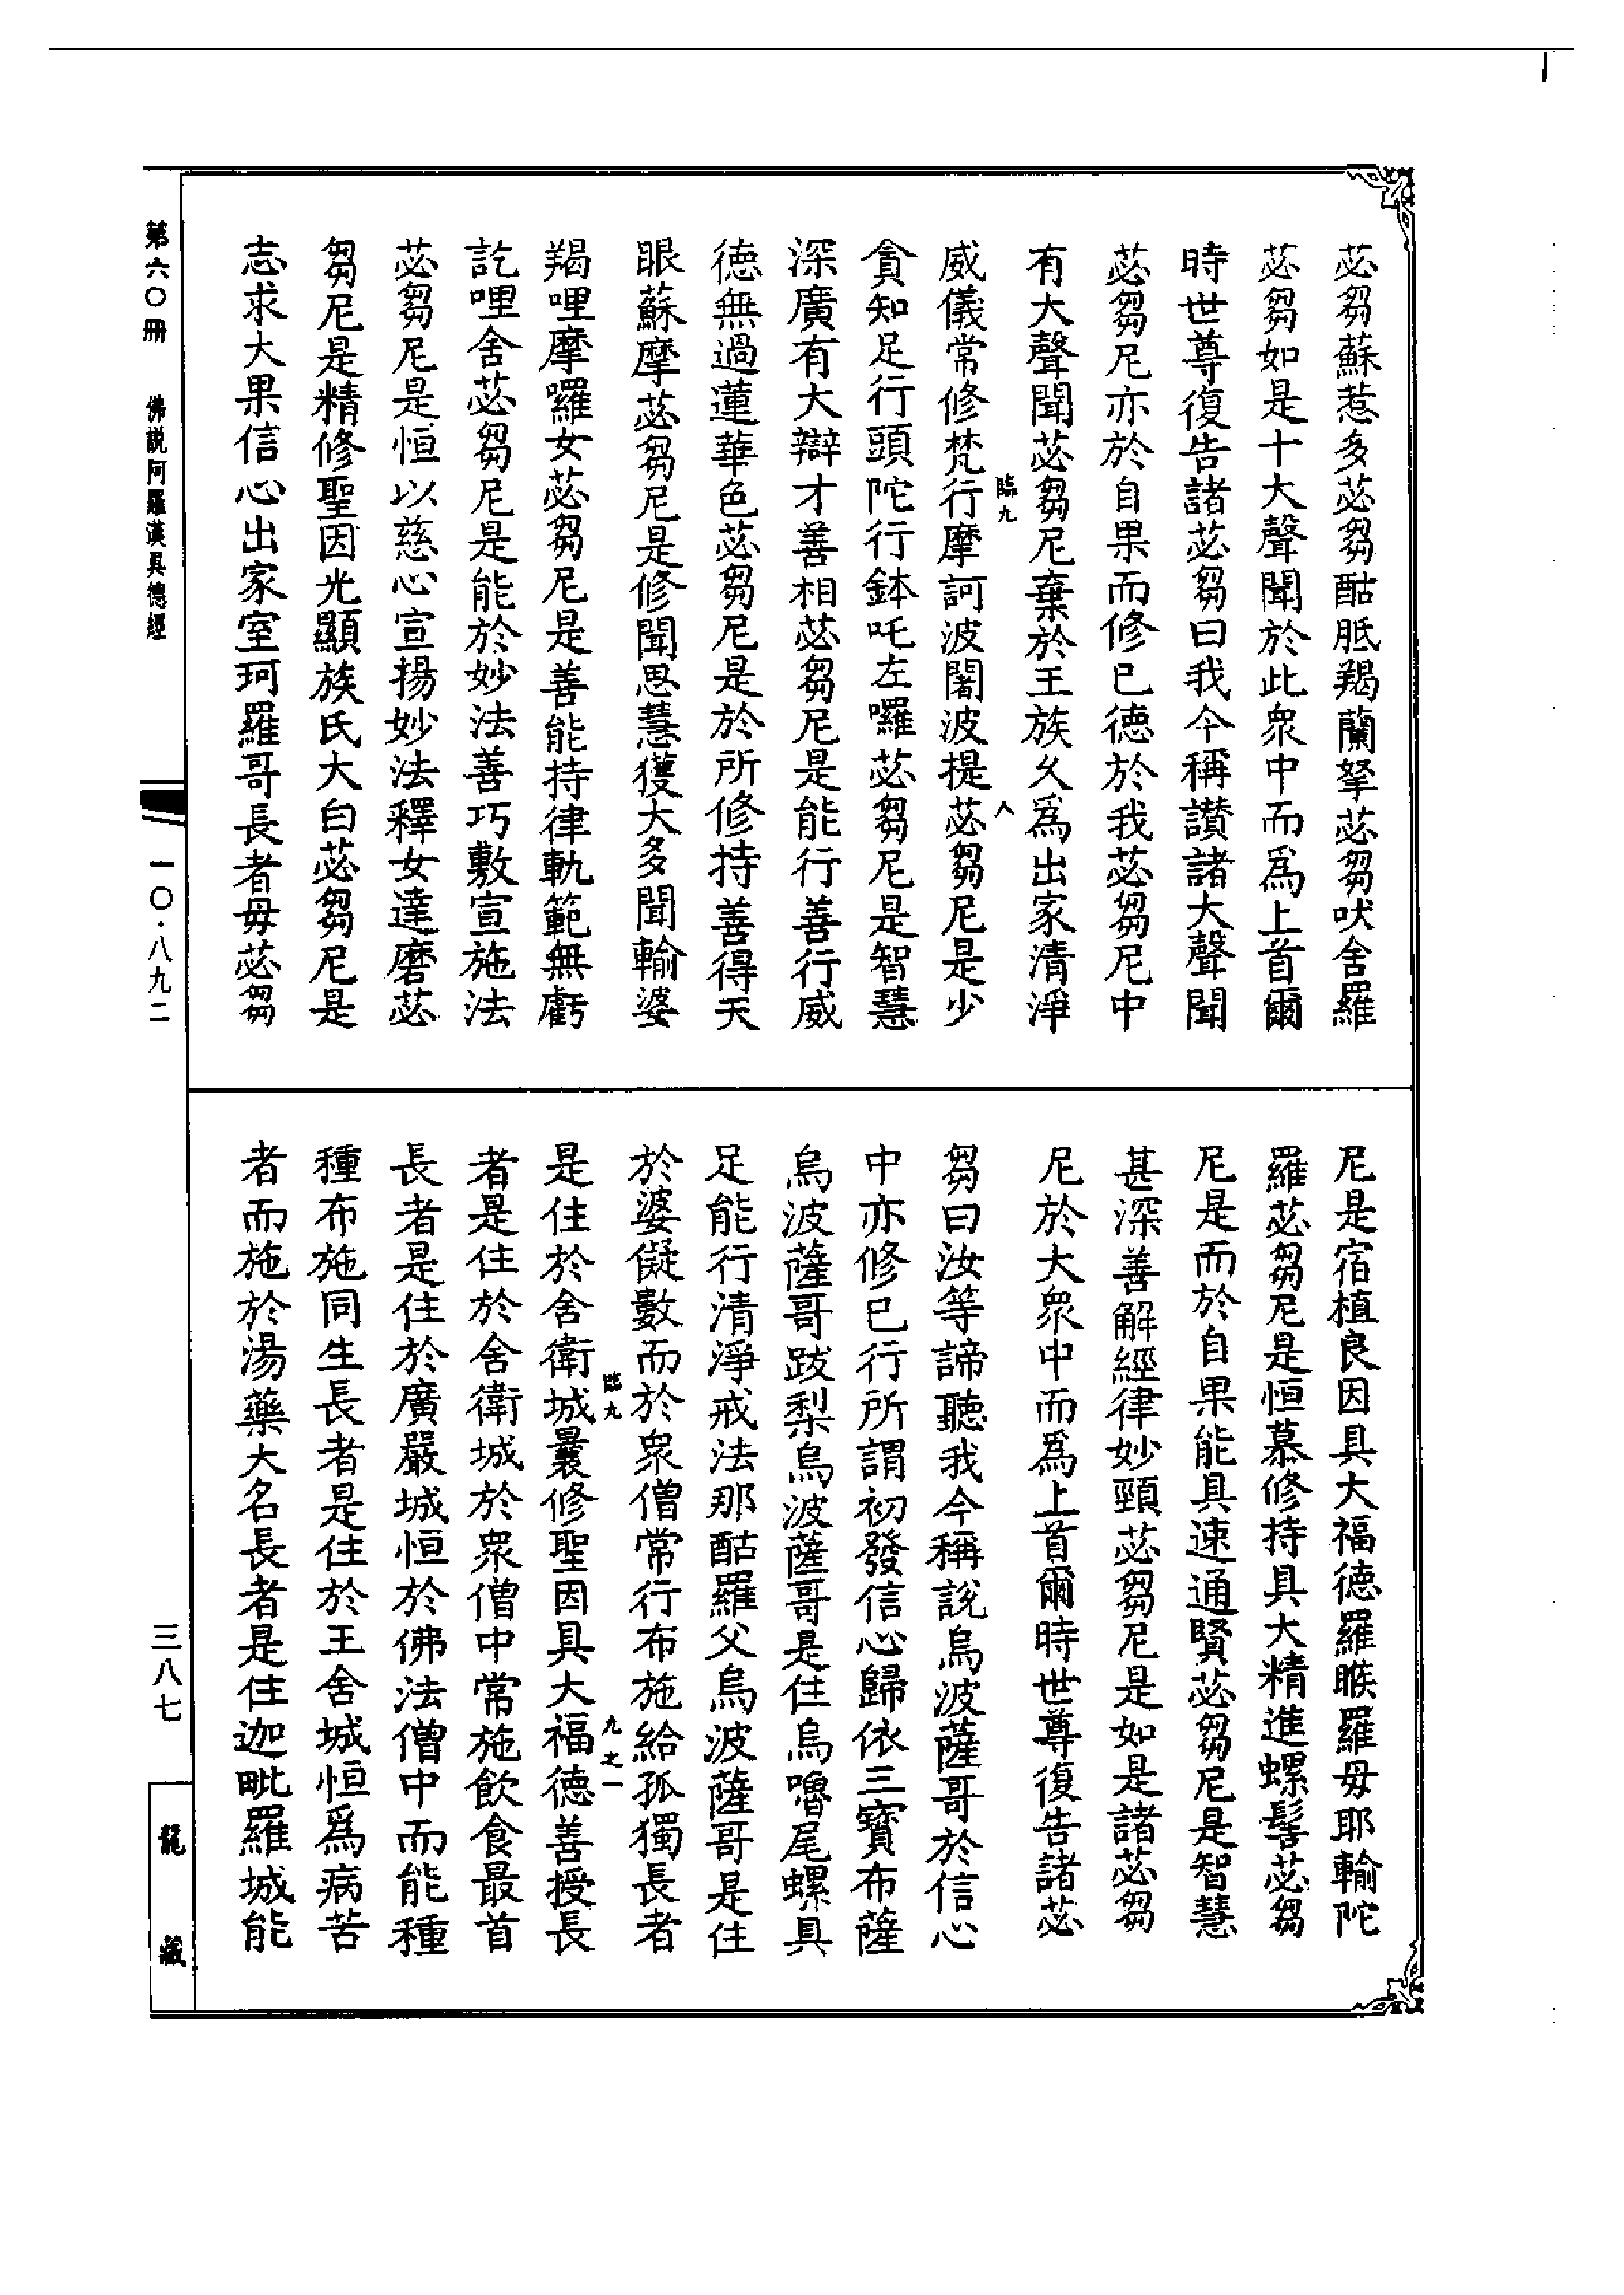 苾芻蘇惹多苾芻酤胝羯蘭拏苾芻吠舍羅
苾芻如是十大聲聞於此衆中而爲上首爾
時世尊復告諸苾芻曰我今稱讃諸大聲聞
苾芻尼亦於自果而修已德於我苾芻尼中
有大聲聞苾芻尼棄於王族久爲出家清淨
臨九
八
威儀常修梵行摩訶波闍波提苾芻尼是少
貪知足行頭陀行鉢吒左囉苾芻尼是智慧
深廣有大辯才善相苾芻尼是能行善行威
德無過蓮華色苾芻尼是於所修持善得天
眼蘇摩苾芻尼是修聞思慧獲大多聞輸婆
羯哩摩囉女苾芻尼是善能持律軌範無虧
訖哩舍苾芻尼是能於妙法善巧敷宣施法
苾芻尼是恒以慈心宣揚妙法釋女達磨苾
芻尼是精修聖因光顯族氏大白苾芻尼是
志求大果信心出家室珂羅哥長者毋苾芻
尼是宿植良因具大福德羅睺羅毋耶輸陀
羅苾芻尼是恒慕修持具大精進螺髻苾芻
尼是而於自果能具速通賢苾芻尼是智慧
甚深善解經律妙頸苾芻尼是如是諸苾芻
尼於大衆中而爲上首爾時世尊復告諸苾
芻曰汝等諦聽我今稱說烏波薩哥於信心
中亦修已行所謂初發信心歸依三寶布薩
烏波薩哥跋梨烏波薩哥是住烏嚕尾螺具
足能行清淨戒法那酤羅父烏波薩哥是住
於婆儗數而於衆僧常行布施給孤獨長者
臨九
九之一
是住於舍衛城曩修聖因具大福德善授長
者是住於舍衛城於衆僧中常施飲食最首
長者是住於廣嚴城恒於佛法僧中而能種
種布施同生長者是住於王舍城恒爲病苦
者而施於湯藥大名長者是住迦毗羅城能
第六〇冊
佛説阿羅漢具德經
一〇·八九二
三八七
龍藏